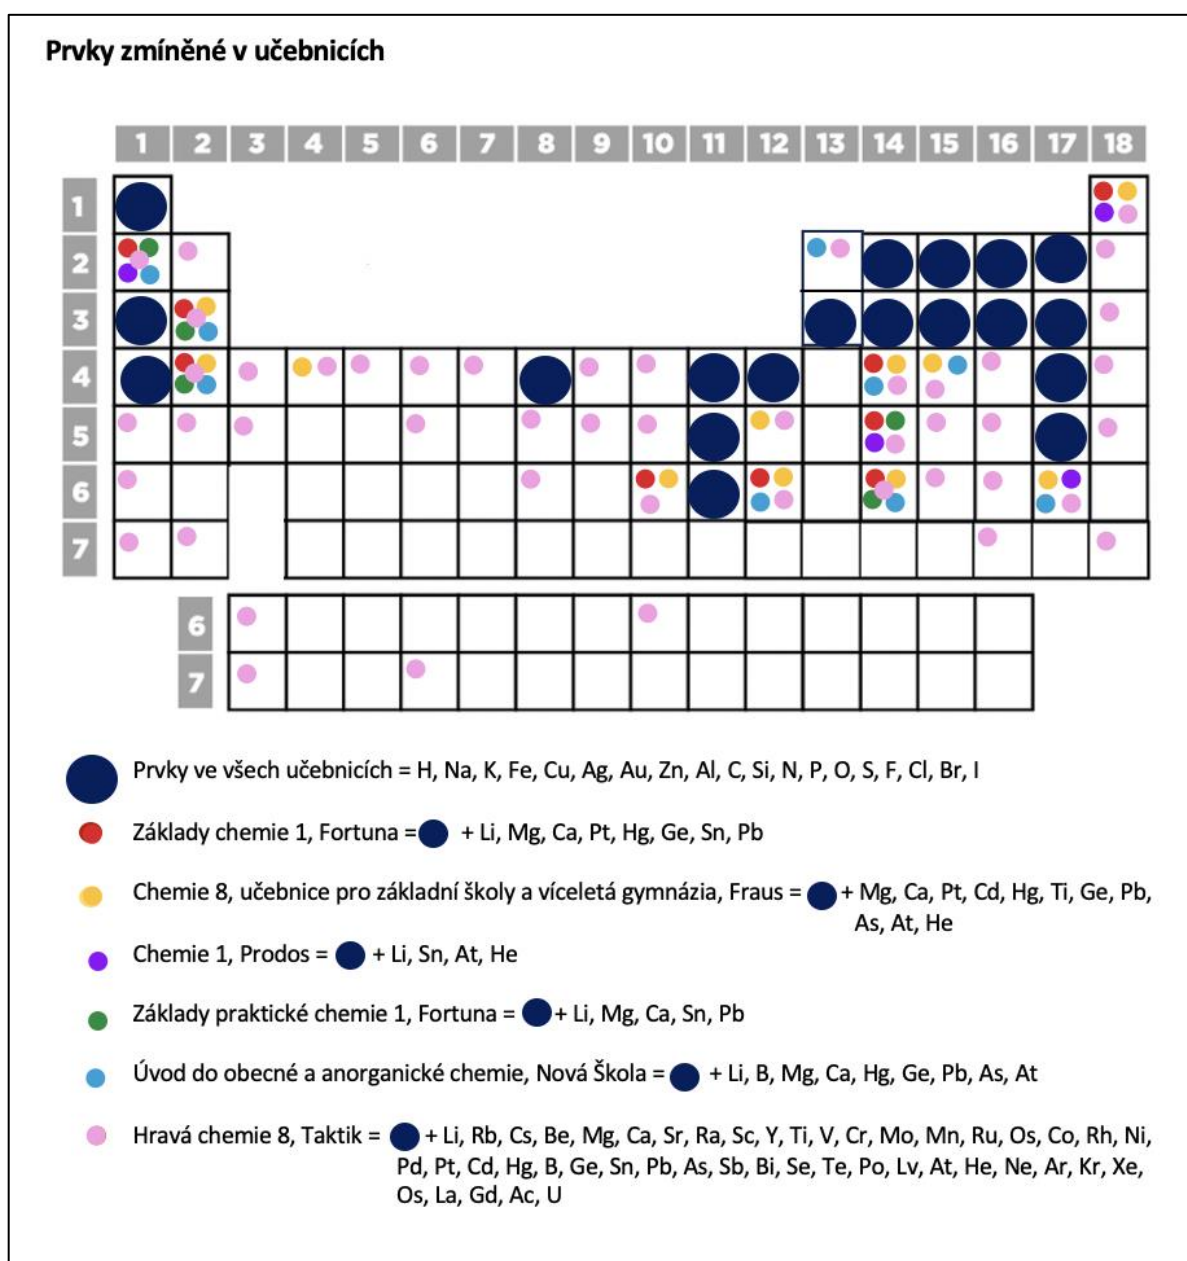 Prvky zmíněné v učebnicích
1 2 3 4 5 6 7 8 9 10 11 12 13 14 15 16 17 18
1
2
3
4
5
6
7
6
7
Prvky ve všech učebnicích = H, Na, K, Fe, Cu, Ag, Au, Zn, Al, C, Si, N, P, O, S, F, Cl, Br, I
Základy chemie 1, Fortuna = + Li, Mg, Ca, Pt, Hg, Ge, Sn, Pb
Chemie 8, učebnice pro základní školy a víceletá gymnázia, Fraus = + Mg, Ca, Pt, Cd, Hg, Ti, Ge, Pb,
As, At, He
Chemie 1, Prodos = + Li, Sn, At, He
Základy praktické chemie 1, Fortuna = + Li, Mg, Ca, Sn, Pb
Úvod do obecné a anorganické chemie, Nová Škola = + Li, B, Mg, Ca, Hg, Ge, Pb, As, At
Hravá chemie 8, Taktik = + Li, Rb, Cs, Be, Mg, Ca, Sr, Ra, Sc, Y, Ti, V, Cr, Mo, Mn, Ru, Os, Co, Rh, Ni,
Pd, Pt, Cd, Hg, B, Ge, Sn, Pb, As, Sb, Bi, Se, Te, Po, Lv, At, He, Ne, Ar, Kr, Xe,
Os, La, Gd, Ac, U